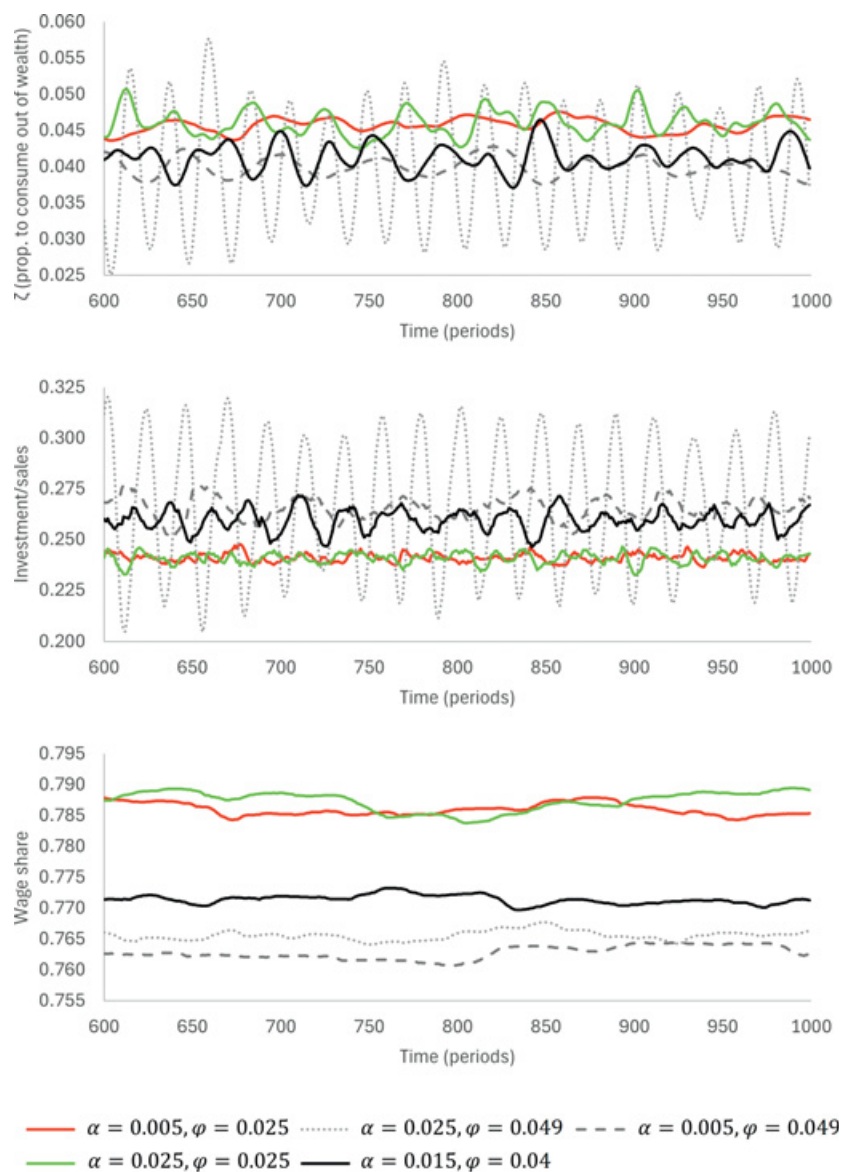 ζ (prop. to consume out of wealth)
0.060
0.055
0.050
0.045
0.040
0.035
0.030
0.025
600 650 700 750 800 850 900 950 1000
Time (periods)
Investment/sales
0.325
0.300
0.275
0.250
0.225
0.200
600 650 700 750 800 850 900 950 1000
Time (periods)
Wage share
0.795
0.790
0.785
0.780
0.775
0.770
0.765
0.760
0.755
600 650 700 750 800 850 900 950 1000
Time (periods)
α = 0.005, φ = 0.025 α = 0.025, φ = 0.049 α = 0.005, φ = 0.049
α = 0.025, φ = 0.025 α = 0.015, φ = 0.04